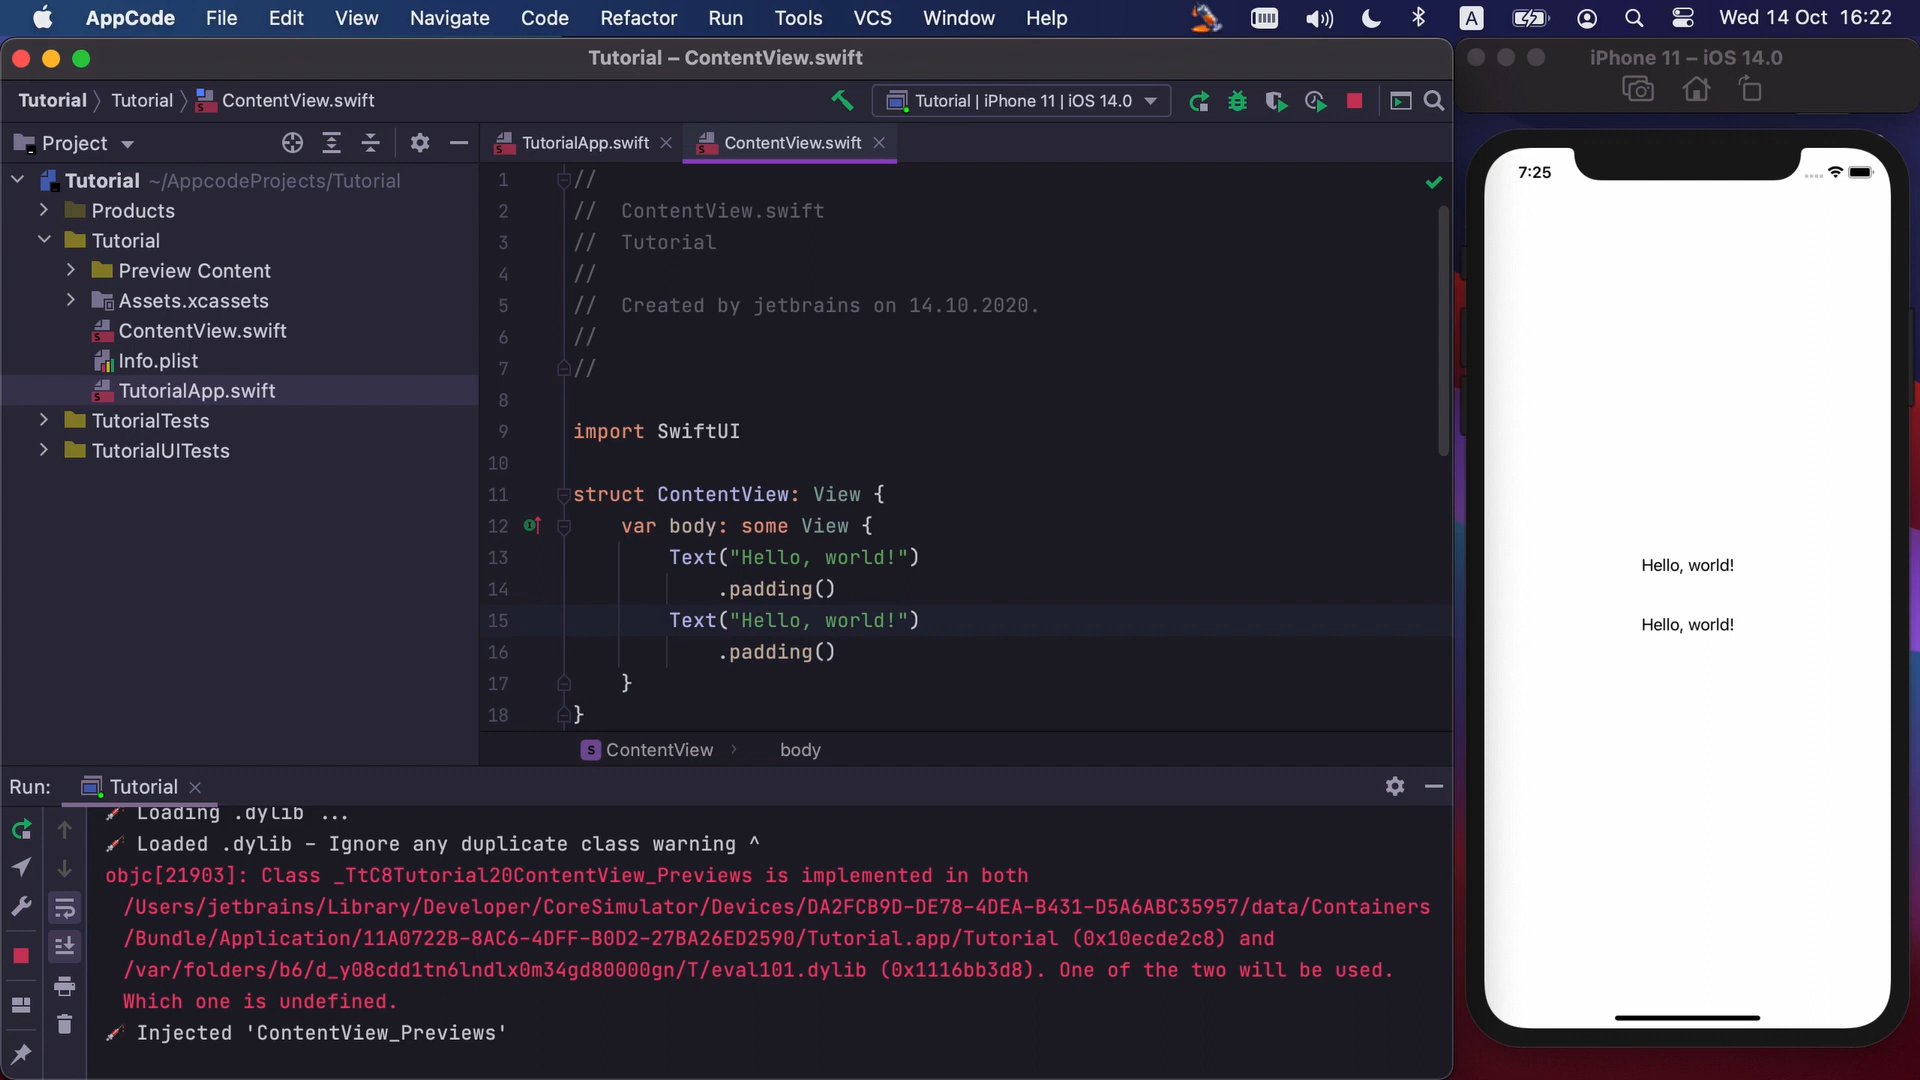 AppCode File Edit View Navigate Code Refactor Run Tools VCS Window Help A Wed 14 Oct 16:22
Tutorial – ContentView.swift
iPhone 11 – iOS 14.0
Tutorial Tutorial ContentView.swift
Tutorial | iPhone 11 | iOS 14.0
Project
TutorialApp.swift
ContentView.swift
Tutorial ~/AppcodeProjects/Tutorial
Products
Tutorial
Preview Content
Assets.xcassets
ContentView.swift
Info.plist
TutorialApp.swift
TutorialTests
TutorialUITests
1 //
2 // ContentView.swift
3 // Tutorial
4 //
5 // Created by jetbrains on 14.10.2020.
6 //
7 //
8
9 import SwiftUI
10
11 struct ContentView: View {
12 var body: some View {
13 Text("Hello, world!")
14 .padding()
15 Text("Hello, world!")
16 .padding()
17 }
18 }
S ContentView body
7:25
Hello, world!
Hello, world!
Run: Tutorial
Loading .dylib ...
Loaded .dylib - Ignore any duplicate class warning ^
objc[21903]: Class _TtC8Tutorial20ContentView_Previews is implemented in both
/Users/jetbrains/Library/Developer/CoreSimulator/Devices/DA2FCB9D-DE78-4DEA-B431-D5A6ABC35957/data/Containers
/Bundle/Application/11A0722B-8AC6-4DFF-B0D2-27BA26ED2590/Tutorial.app/Tutorial (0x10ecde2c8) and
/var/folders/b6/d_y08cdd1tn6lndlx0m34gd80000gn/T/eval101.dylib (0x1116bb3d8). One of the two will be used.
Which one is undefined.
Injected 'ContentView_Previews'